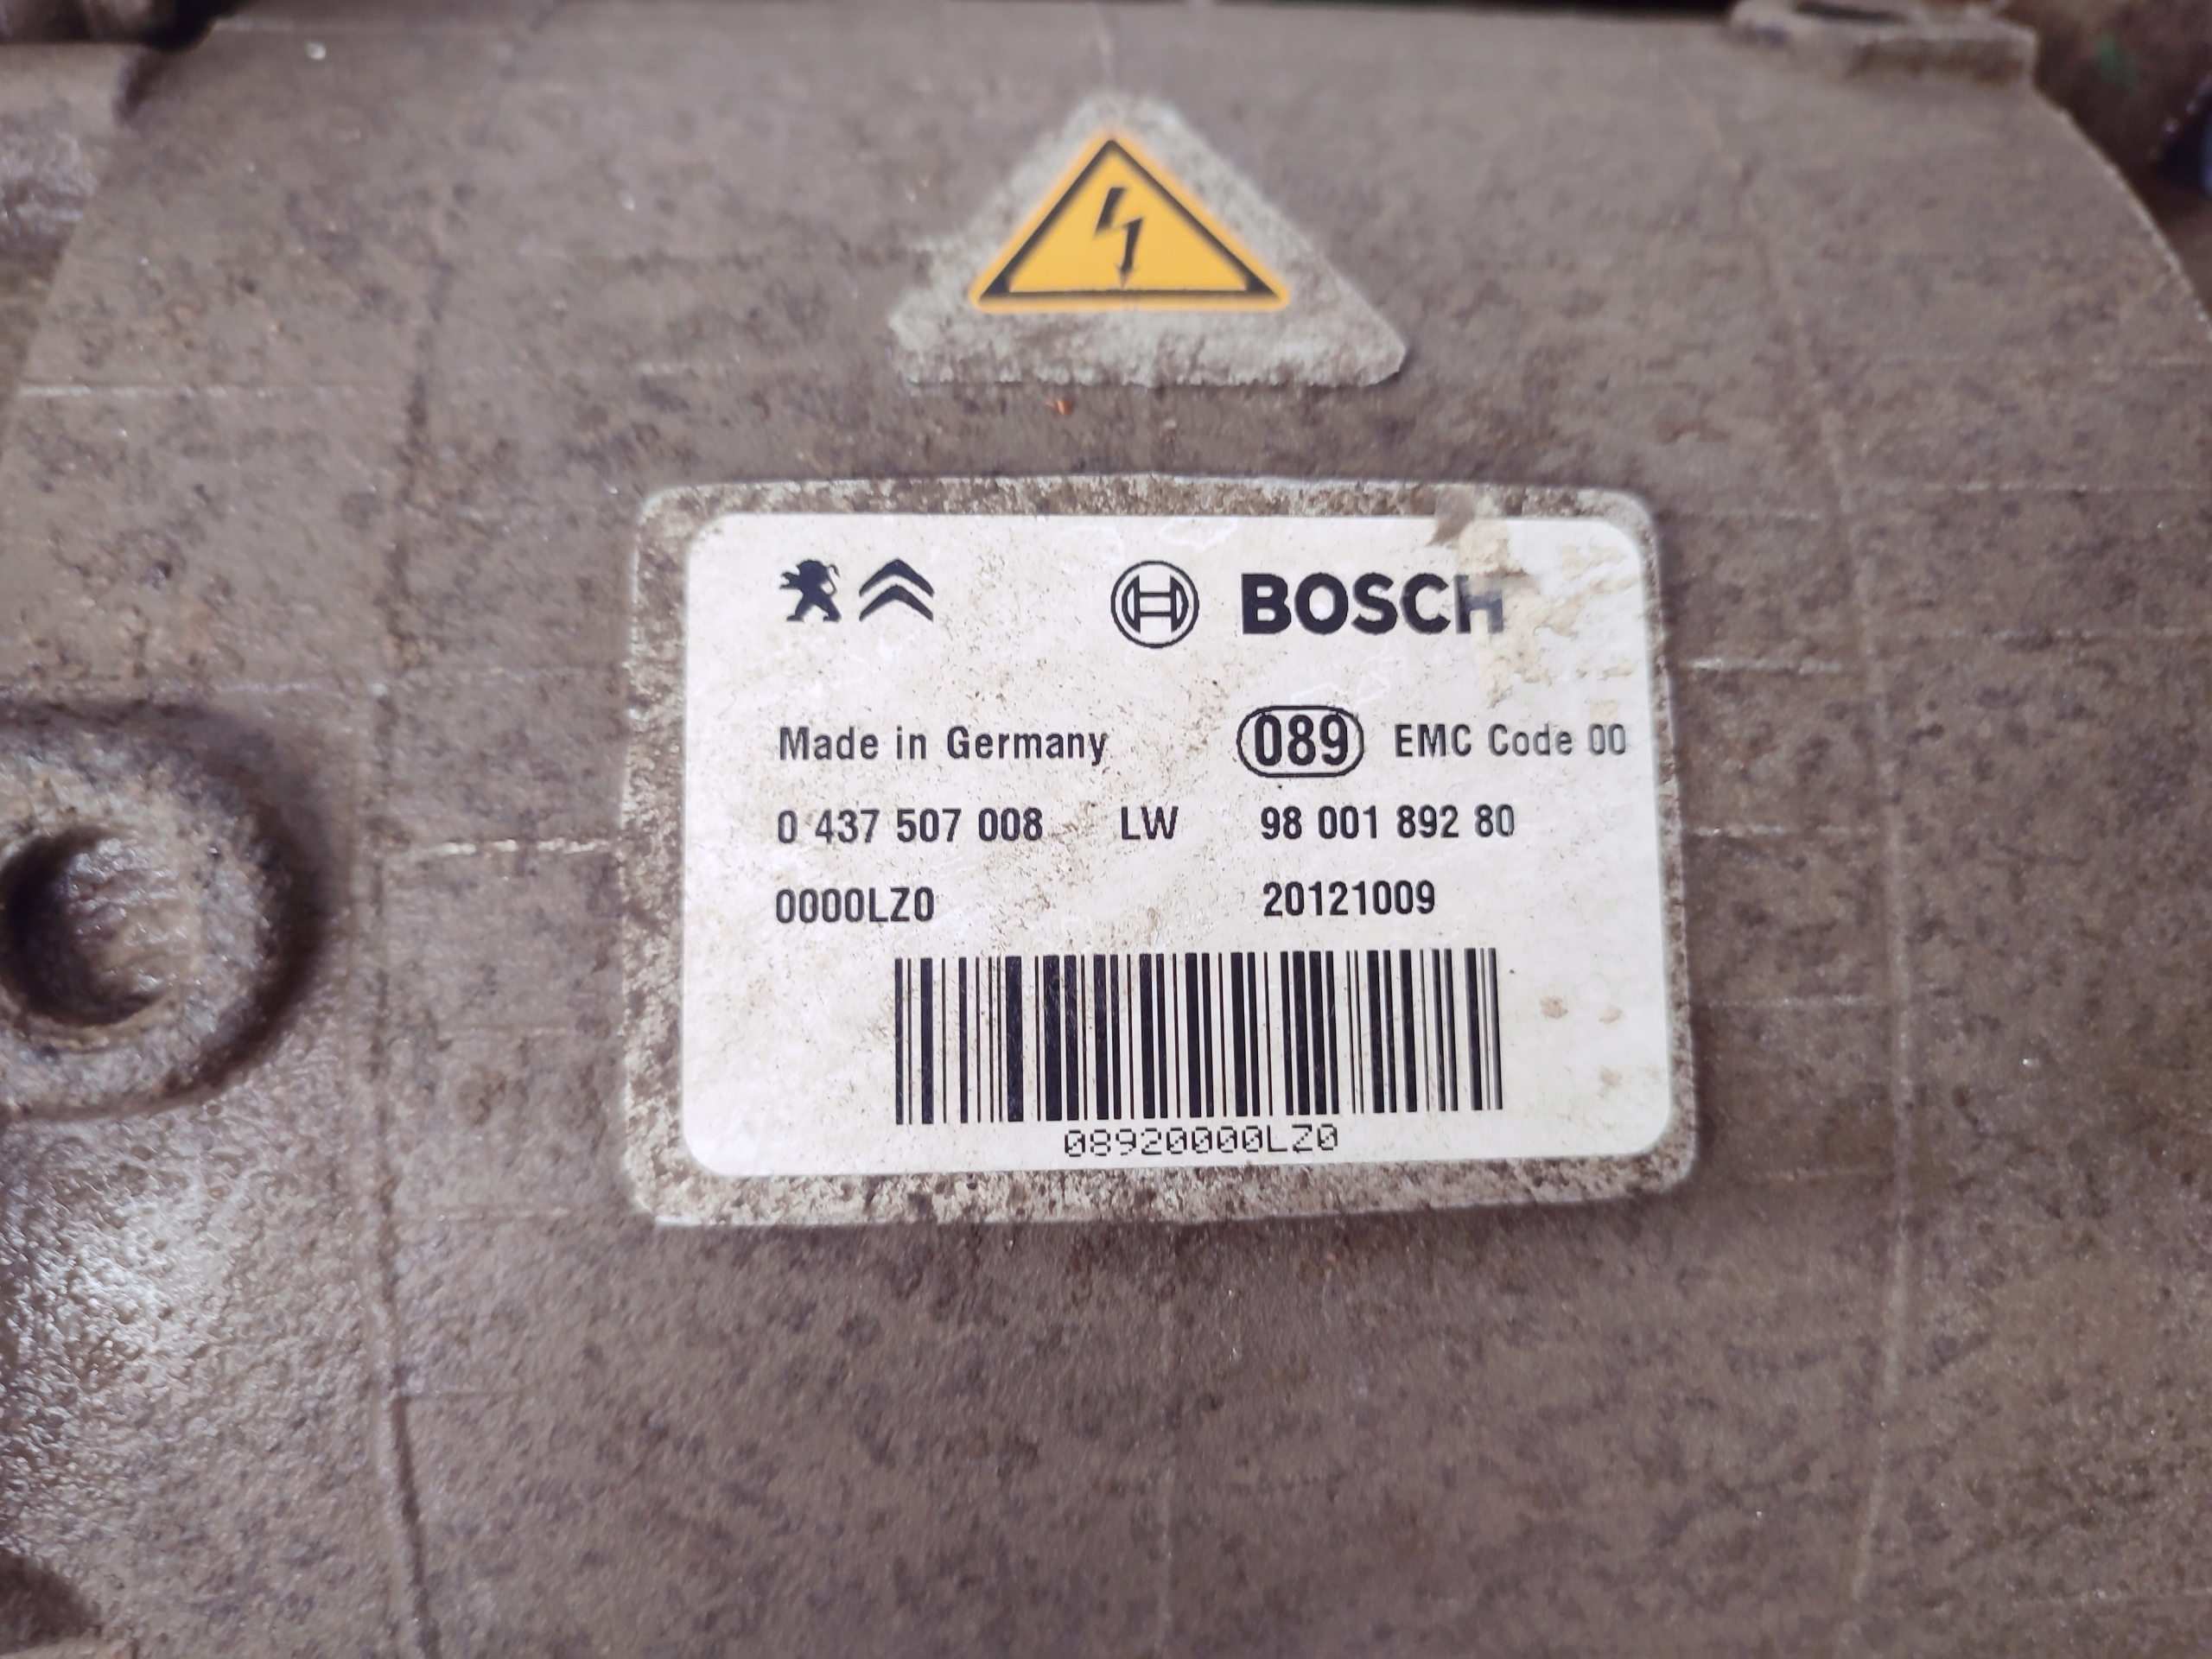 BOSCH
Made in Germany 089 EMC Code 00
0 437 507 008 LW 98 001 892 80
0000LZ0 20121009
08920000LZ0